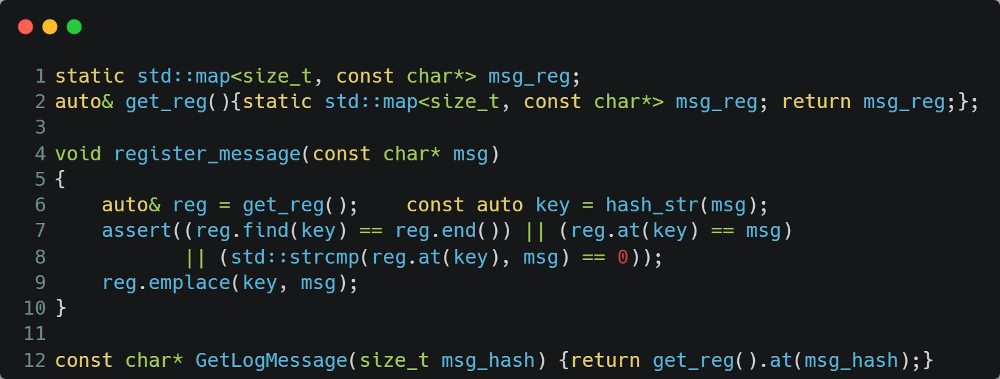 1 static std::map<size_t, const char*> msg_reg;
2 auto& get_reg(){static std::map<size_t, const char*> msg_reg; return msg_reg;};
3
4 void register_message(const char* msg)
5 {
6     auto& reg = get_reg();    const auto key = hash_str(msg);
7     assert((reg.find(key) == reg.end()) || (reg.at(key) == msg)
8            || (std::strcmp(reg.at(key), msg) == 0));
9     reg.emplace(key, msg);
10 }
11
12 const char* GetLogMessage(size_t msg_hash) {return get_reg().at(msg_hash);}